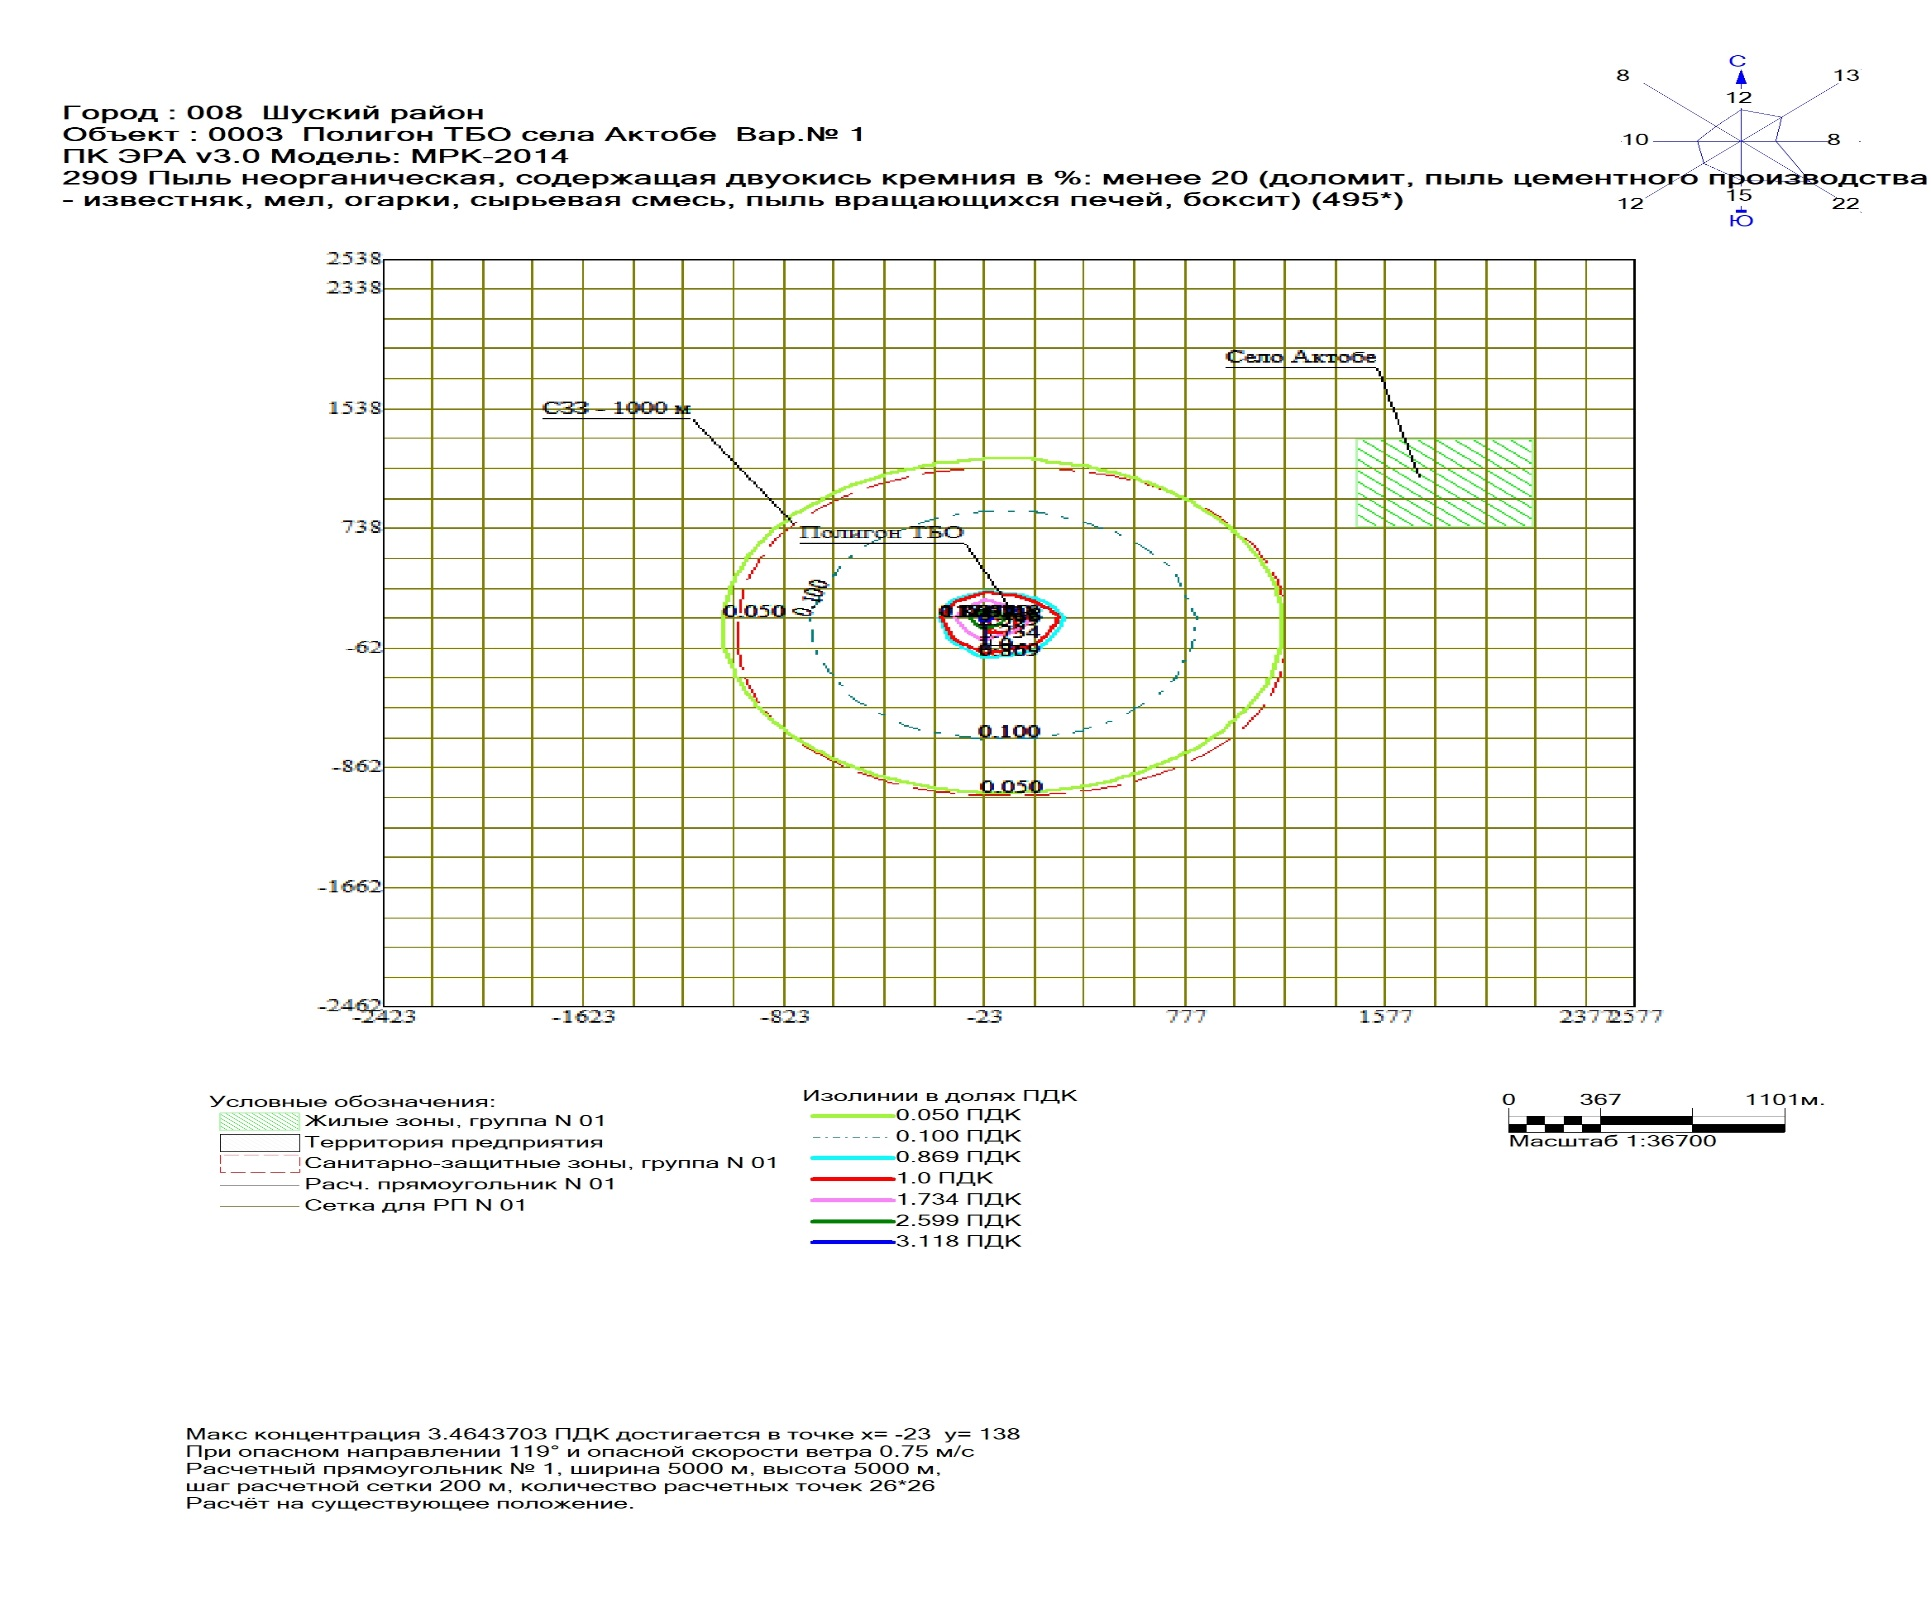 Город : 008 Шуский район
Объект : 0003 Полигон ТБО села Актобе Вар.№ 1
ПК ЭРА v3.0 Модель: МРК-2014
2909 Пыль неорганическая, содержащая двуокись кремния в %: менее 20 (доломит, пыль цементного производства
- известняк, мел, огарки, сырьевая смесь, пыль вращающихся печей, боксит) (495*)
С
8
13
12
10
8
12
15
22
Ю
2538
2338
Село Актобе
СЗЗ - 1000 м
1538
738
Полигон ТБО
0.100
0.050
-62
0.869
0.100
-862
0.050
-1662
-2462
-2423 -1623 -823 -23 777 1577 2377 2577
Условные обозначения:
Жилые зоны, группа N 01
Территория предприятия
Санитарно-защитные зоны, группа N 01
Расч. прямоугольник N 01
Сетка для РП N 01
Изолинии в долях ПДК
0.050 ПДК
0.100 ПДК
0.869 ПДК
1.0 ПДК
1.734 ПДК
2.599 ПДК
3.118 ПДК
0 367 1101м.
Масштаб 1:36700
Макс концентрация 3.4643703 ПДК достигается в точке x= -23 y= 138
При опасном направлении 119° и опасной скорости ветра 0.75 м/с
Расчетный прямоугольник № 1, ширина 5000 м, высота 5000 м,
шаг расчетной сетки 200 м, количество расчетных точек 26*26
Расчёт на существующее положение.